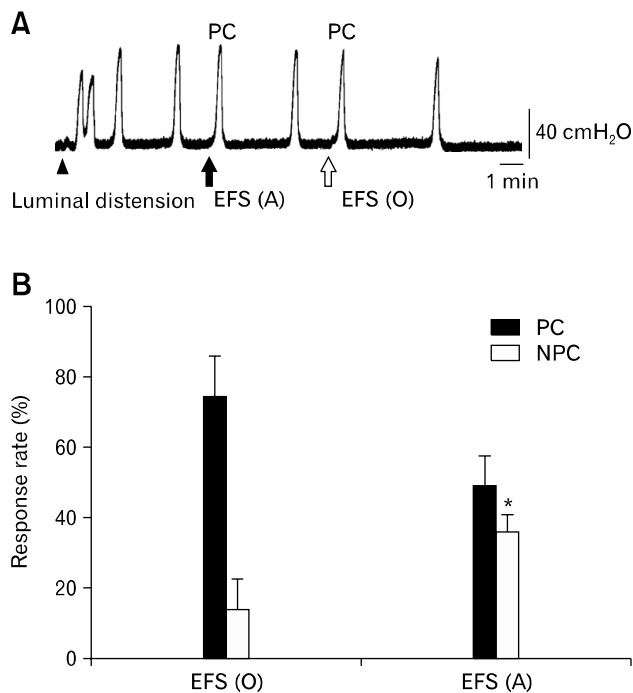 A
PC PC
40 cmH₂O
1 min
Luminal distension EFS (A) EFS (O)
B
100
80
60
40
20
0
Response rate (%)
PC
NPC
*
EFS (O) EFS (A)